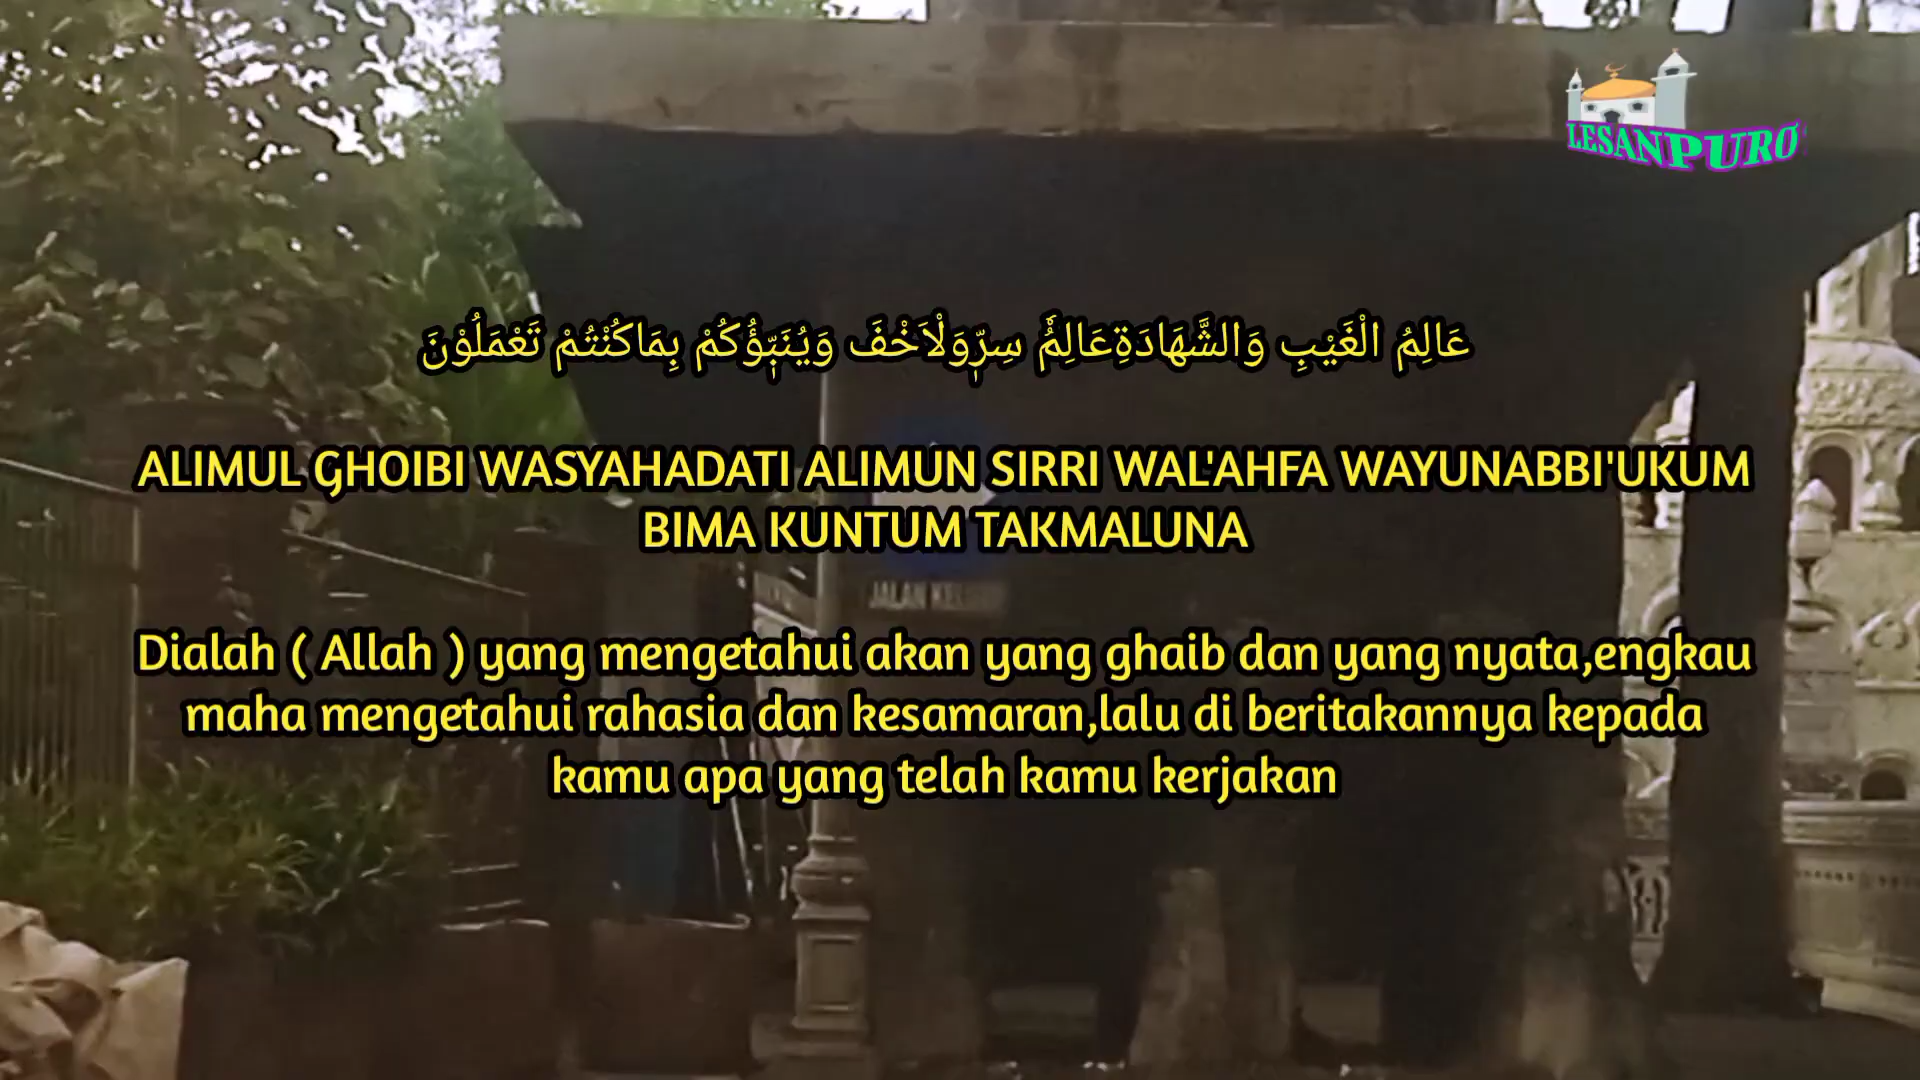 LESANPURO
عَالِمُ الْغَيْبِ وَالشَّهَادَةِعَالِمُ سِرِّوَلْاَخْفَ وَيُنَبِّؤُكُمْ بِمَاكُنْتُمْ تَعْمَلُوْنَ
ALIMUL GHOIBI WASYAHADATI ALIMUN SIRRI WAL'AHFA WAYUNABBI'UKUM
BIMA KUNTUM TAKMALUNA
JALAN
Dialah ( Allah ) yang mengetahui akan yang ghaib dan yang nyata,engkau
maha mengetahui rahasia dan kesamaran,lalu di beritakannya kepada
kamu apa yang telah kamu kerjakan